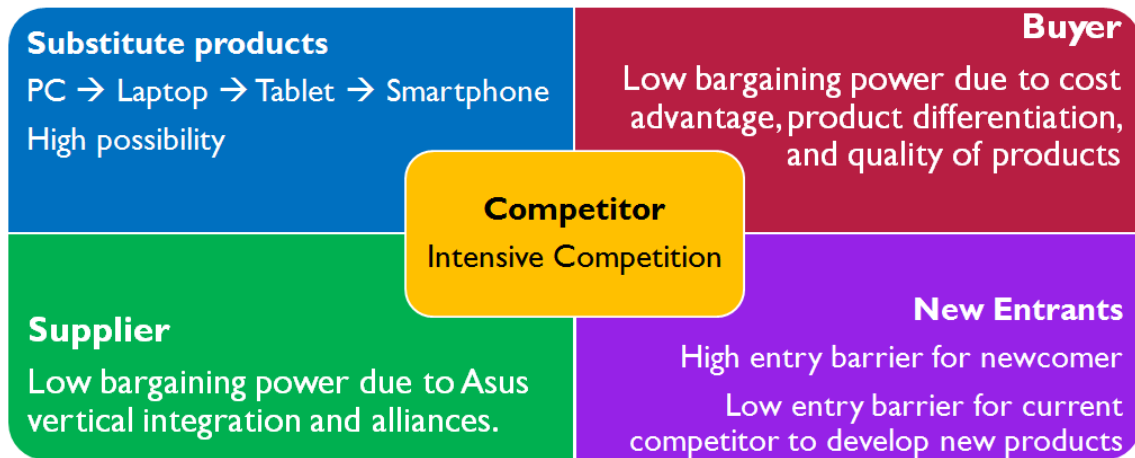 Substitute products
PC → Laptop → Tablet → Smartphone
High possibility
Buyer
Low bargaining power due to cost
advantage, product differentiation,
and quality of products
Competitor
Intensive Competition
Supplier
Low bargaining power due to Asus
vertical integration and alliances.
New Entrants
High entry barrier for newcomer
Low entry barrier for current
competitor to develop new products